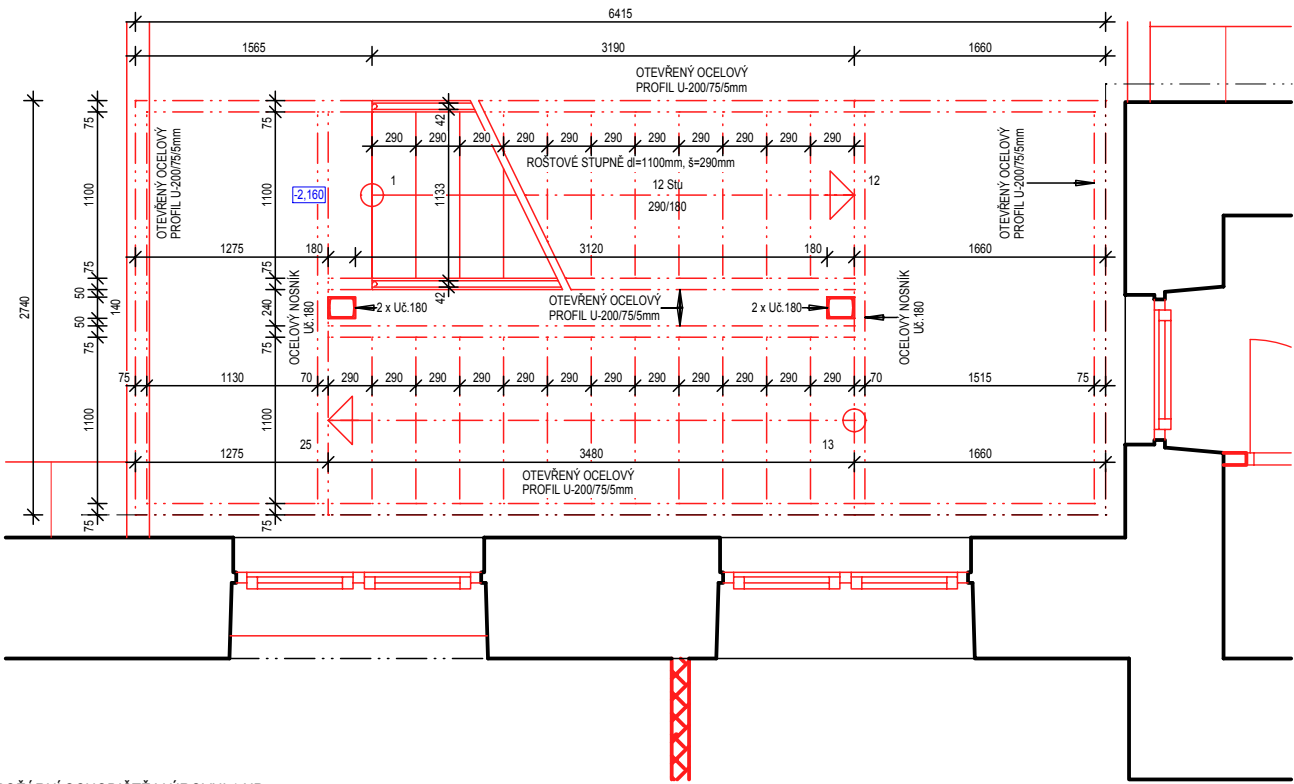 6415
1565
3190
1660
OTEVŘENÝ OCELOVÝ
PROFIL U-200/75/5mm
75
75
42
OTEVŘENÝ OCELOVÝ
PROFIL U-200/75/5mm
290 290 290 290 290 290 290 290 290 290 290
OTEVŘENÝ OCELOVÝ
PROFIL U-200/75/5mm
ROŠTOVÉ STUPNĚ dl=1100mm, š=290mm
1
12 Stu
12
290/180
-2,160
1100
1100
1133
1275
180
3120
180
1660
75
75
50
240
50
140
2740
42
OCELOVÝ NOSNÍK
Uč.180
2 x Uč.180
OTEVŘENÝ OCELOVÝ
PROFIL U-200/75/5mm
2 x Uč.180
OCELOVÝ NOSNÍK
Uč.180
75
75
75
1130
70
290 290 290 290 290 290 290 290 290 290 290 290
70
1515
75
1100
1100
25
13
1275
3480
1660
OTEVŘENÝ OCELOVÝ
PROFIL U-200/75/5mm
75
75